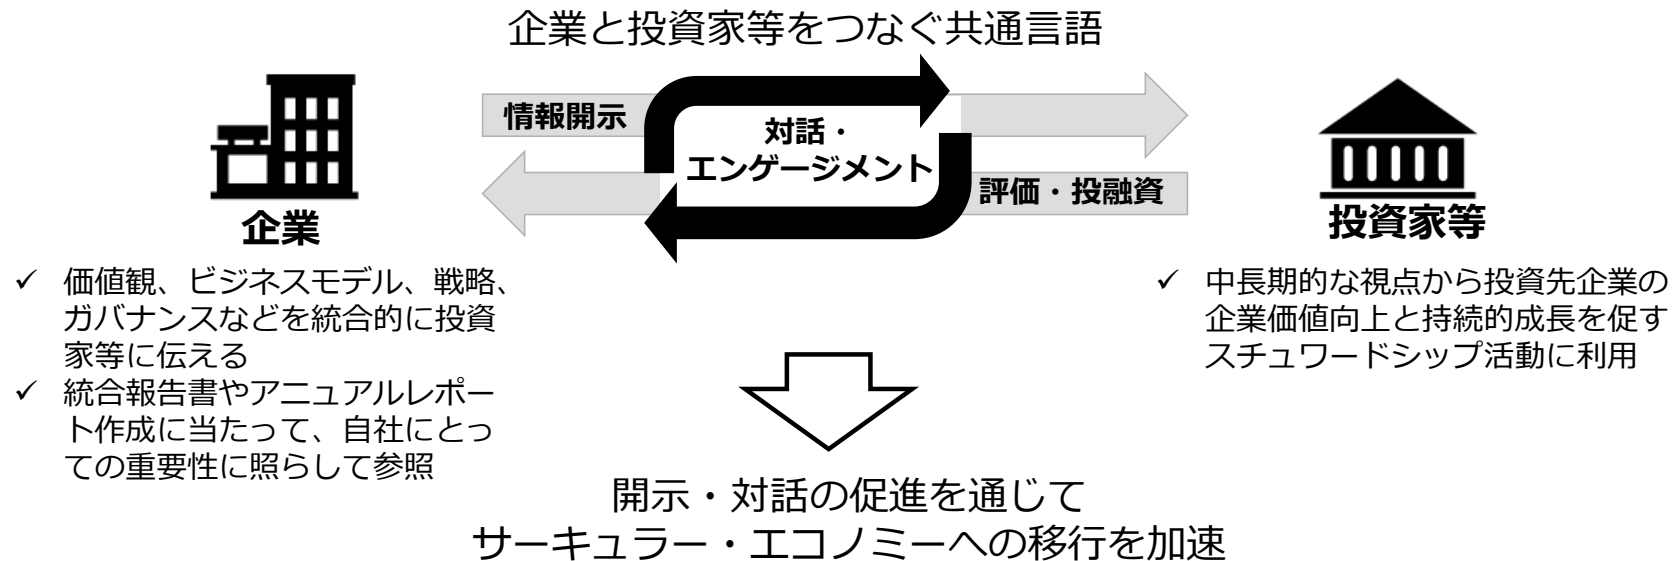 企業と投資家等をつなぐ共通言語
情報開示
対話・
エンゲージメント
評価・投融資
企業
✓ 価値観、ビジネスモデル、戦略、
ガバナンスなどを統合的に投資
家等に伝える
✓ 統合報告書やアニュアルレポー
ト作成に当たって、自社にとっ
ての重要性に照らして参照
投資家等
✓ 中長期的な視点から投資先企業の
企業価値向上と持続的成長を促す
スチュワードシップ活動に利用
開示・対話の促進を通じて
サーキュラー・エコノミーへの移行を加速